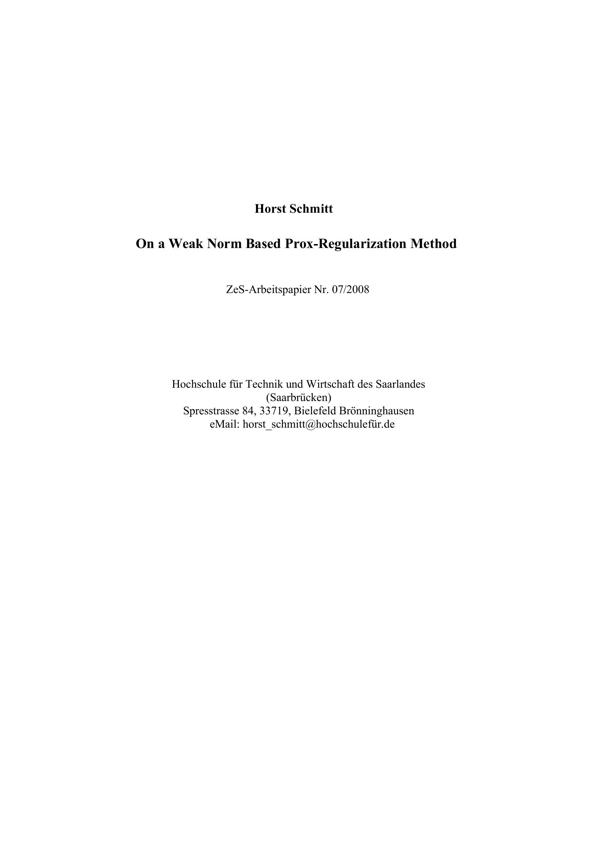 Horst Schmitt
On a Weak Norm Based Prox-Regularization Method
ZeS-Arbeitspapier Nr. 07/2008
Hochschule für Technik und Wirtschaft des Saarlandes
(Saarbrücken)
Spresstrasse 84, 33719, Bielefeld Brönninghausen
eMail: horst_schmitt@hochschulefür.de